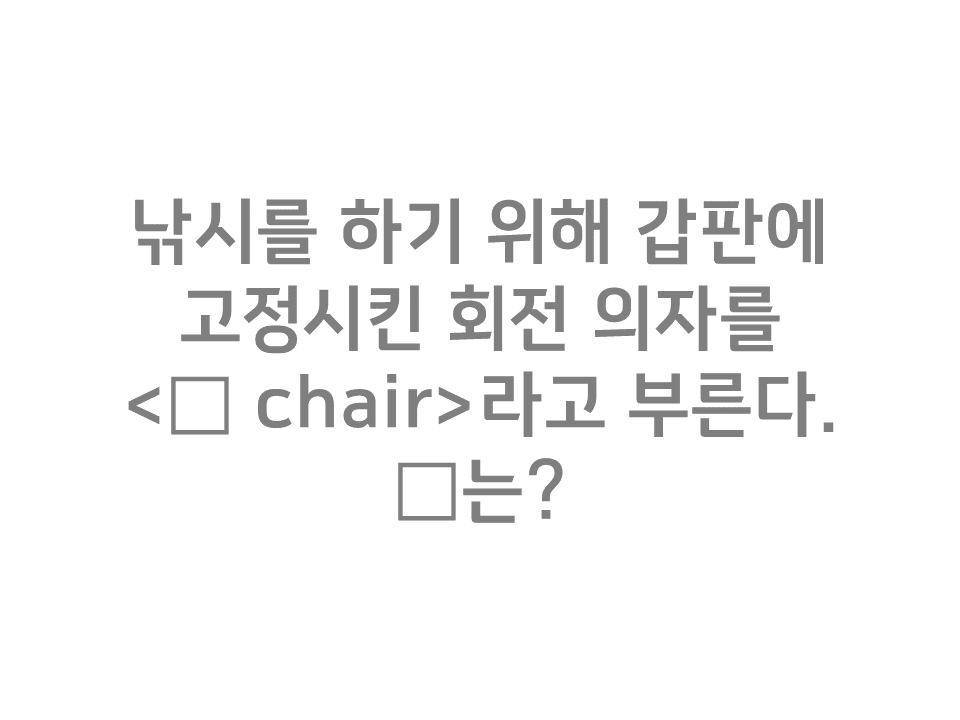 낚시를 하기 위해 갑판에
고정시킨 회전 의자를
<□ chair>라고 부른다.
□는?